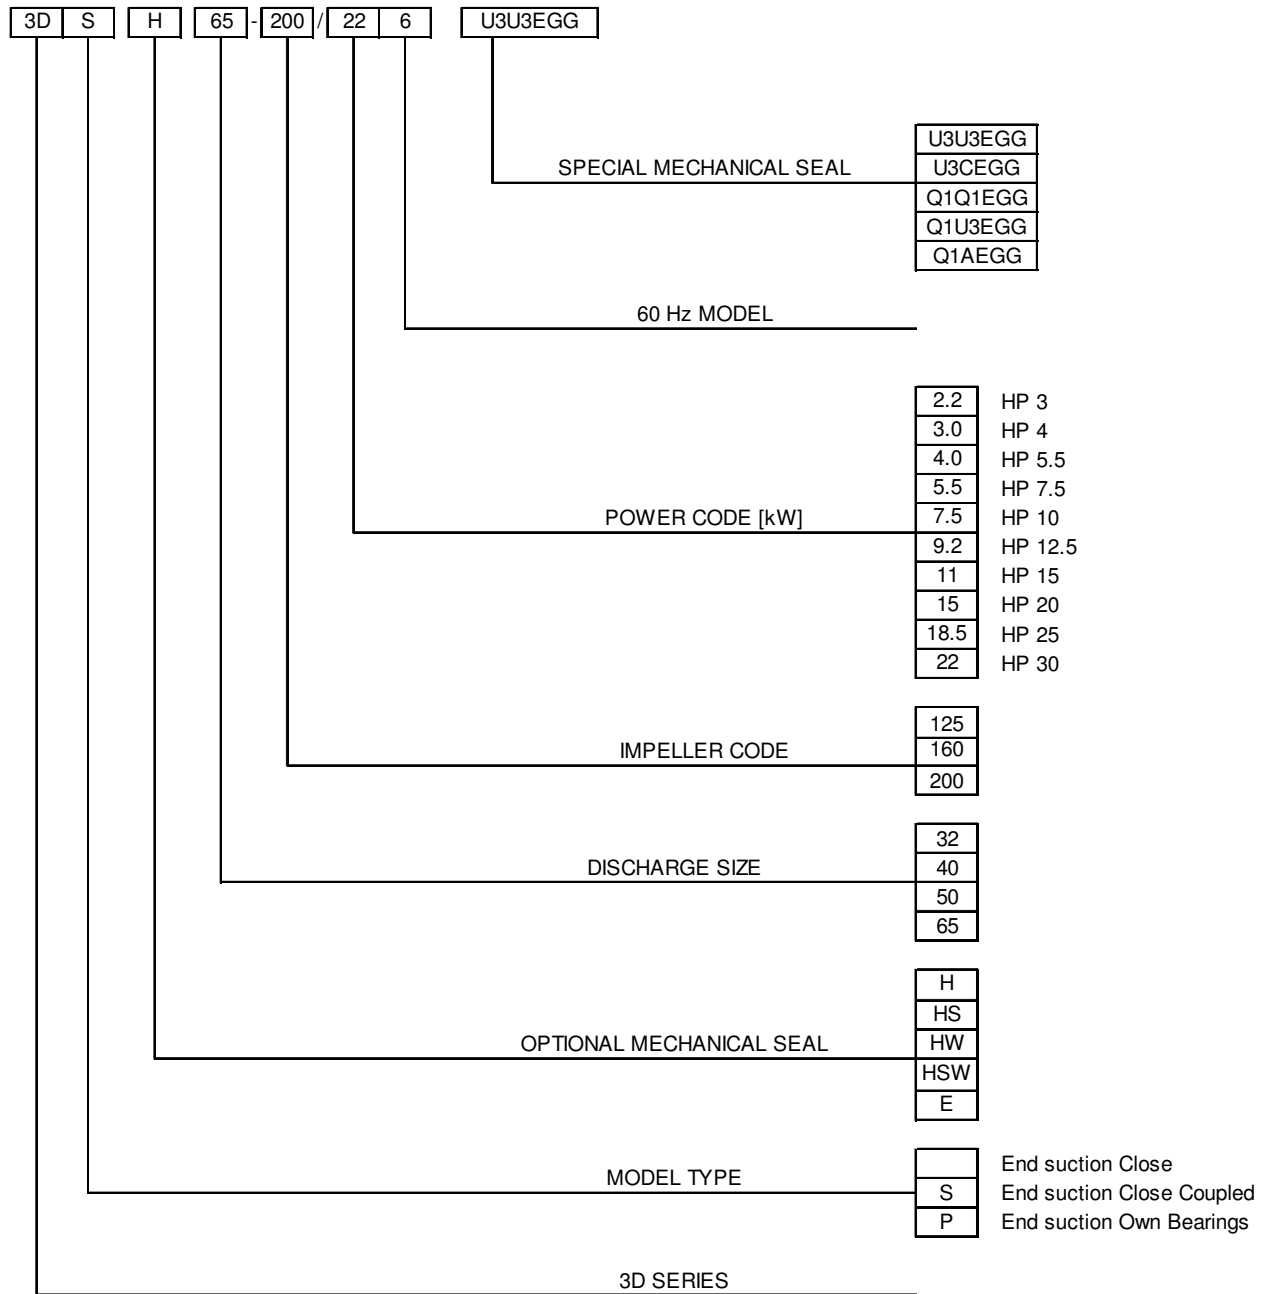 3D S H 65 - 200 / 22 6 U3U3EGG
U3U3EGG
SPECIAL MECHANICAL SEAL U3CEGG
Q1Q1EGG
Q1U3EGG
Q1AEGG
60 Hz MODEL
2.2 HP 3
3.0 HP 4
4.0 HP 5.5
5.5 HP 7.5
POWER CODE [kW] 7.5 HP 10
9.2 HP 12.5
11 HP 15
15 HP 20
18.5 HP 25
22 HP 30
125
IMPELLER CODE 160
200
32
DISCHARGE SIZE 40
50
65
H
HS
OPTIONAL MECHANICAL SEAL HW
HSW
E
End suction Close
MODEL TYPE
S End suction Close Coupled
P End suction Own Bearings
3D SERIES